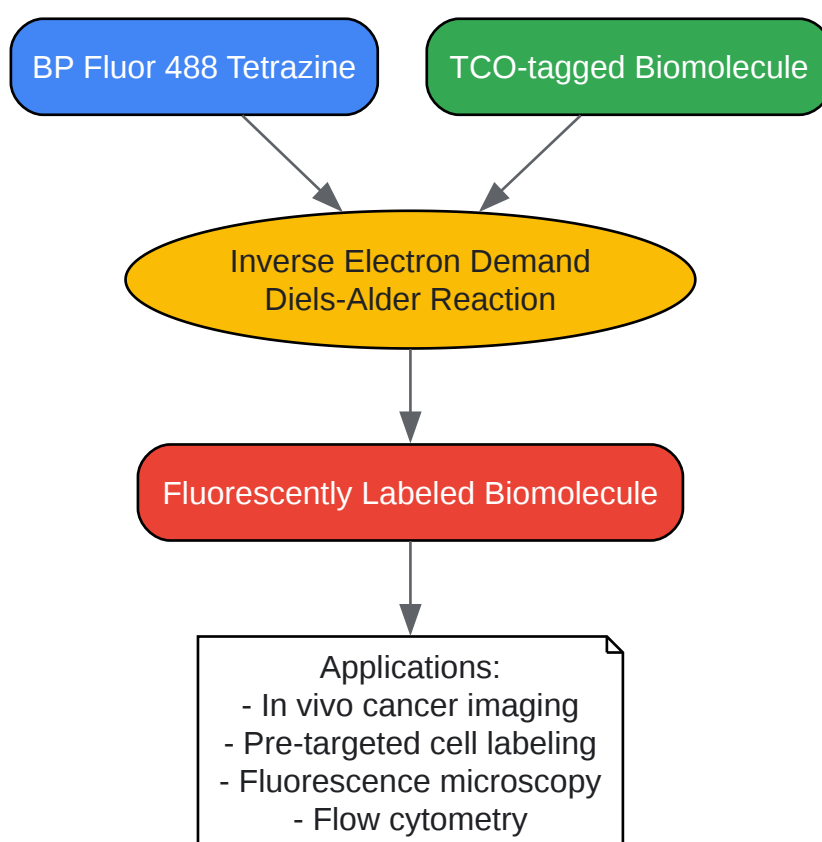 BP Fluor 488 Tetrazine
TCO-tagged Biomolecule
Inverse Electron Demand
Diels-Alder Reaction
Fluorescently Labeled Biomolecule
Applications:
- In vivo cancer imaging
- Pre-targeted cell labeling
- Fluorescence microscopy
- Flow cytometry